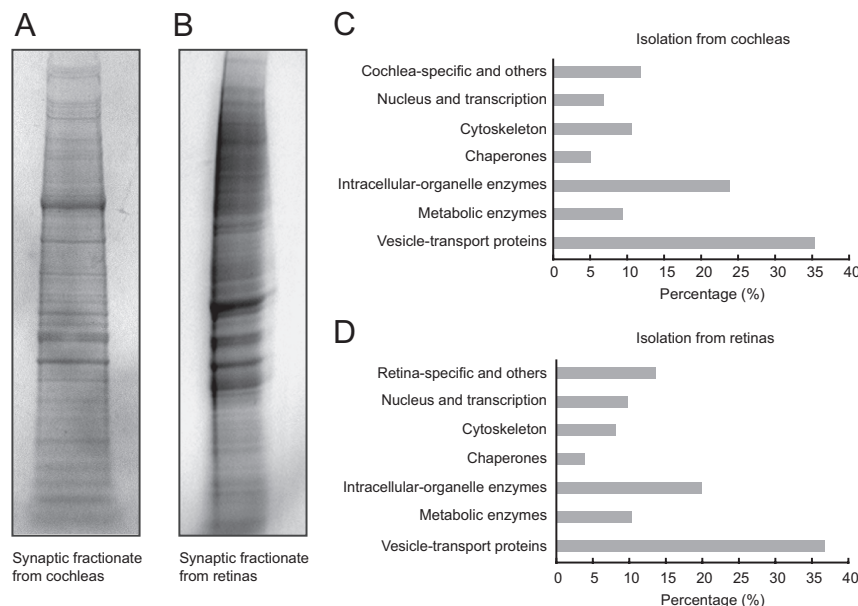 A
B
Synaptic fractionate
from cochleas
Synaptic fractionate
from retinas
C
Isolation from cochleas
Cochlea-specific and others
Nucleus and transcription
Cytoskeleton
Chaperones
Intracellular-organelle enzymes
Metabolic enzymes
Vesicle-transport proteins
0 5 10 15 20 25 30 35 40
Percentage (%)
D
Isolation from retinas
Retina-specific and others
Nucleus and transcription
Cytoskeleton
Chaperones
Intracellular-organelle enzymes
Metabolic enzymes
Vesicle-transport proteins
0 5 10 15 20 25 30 35 40
Percentage (%)